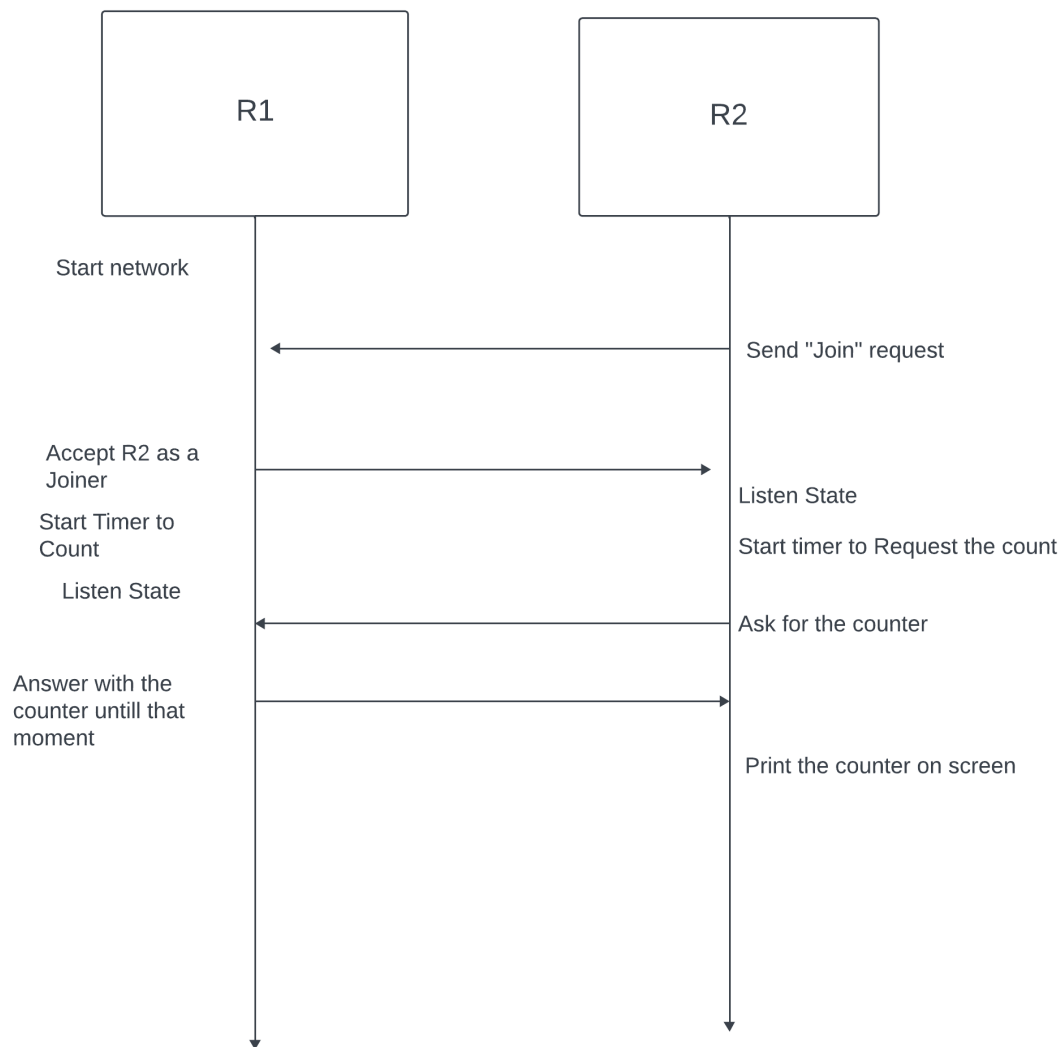 R1
R2
Start network
Send "Join" request
Accept R2 as a
Joiner
Listen State
Start Timer to
Count
Start timer to Request the count
Listen State
Ask for the counter
Answer with the
counter untill that
moment
Print the counter on screen